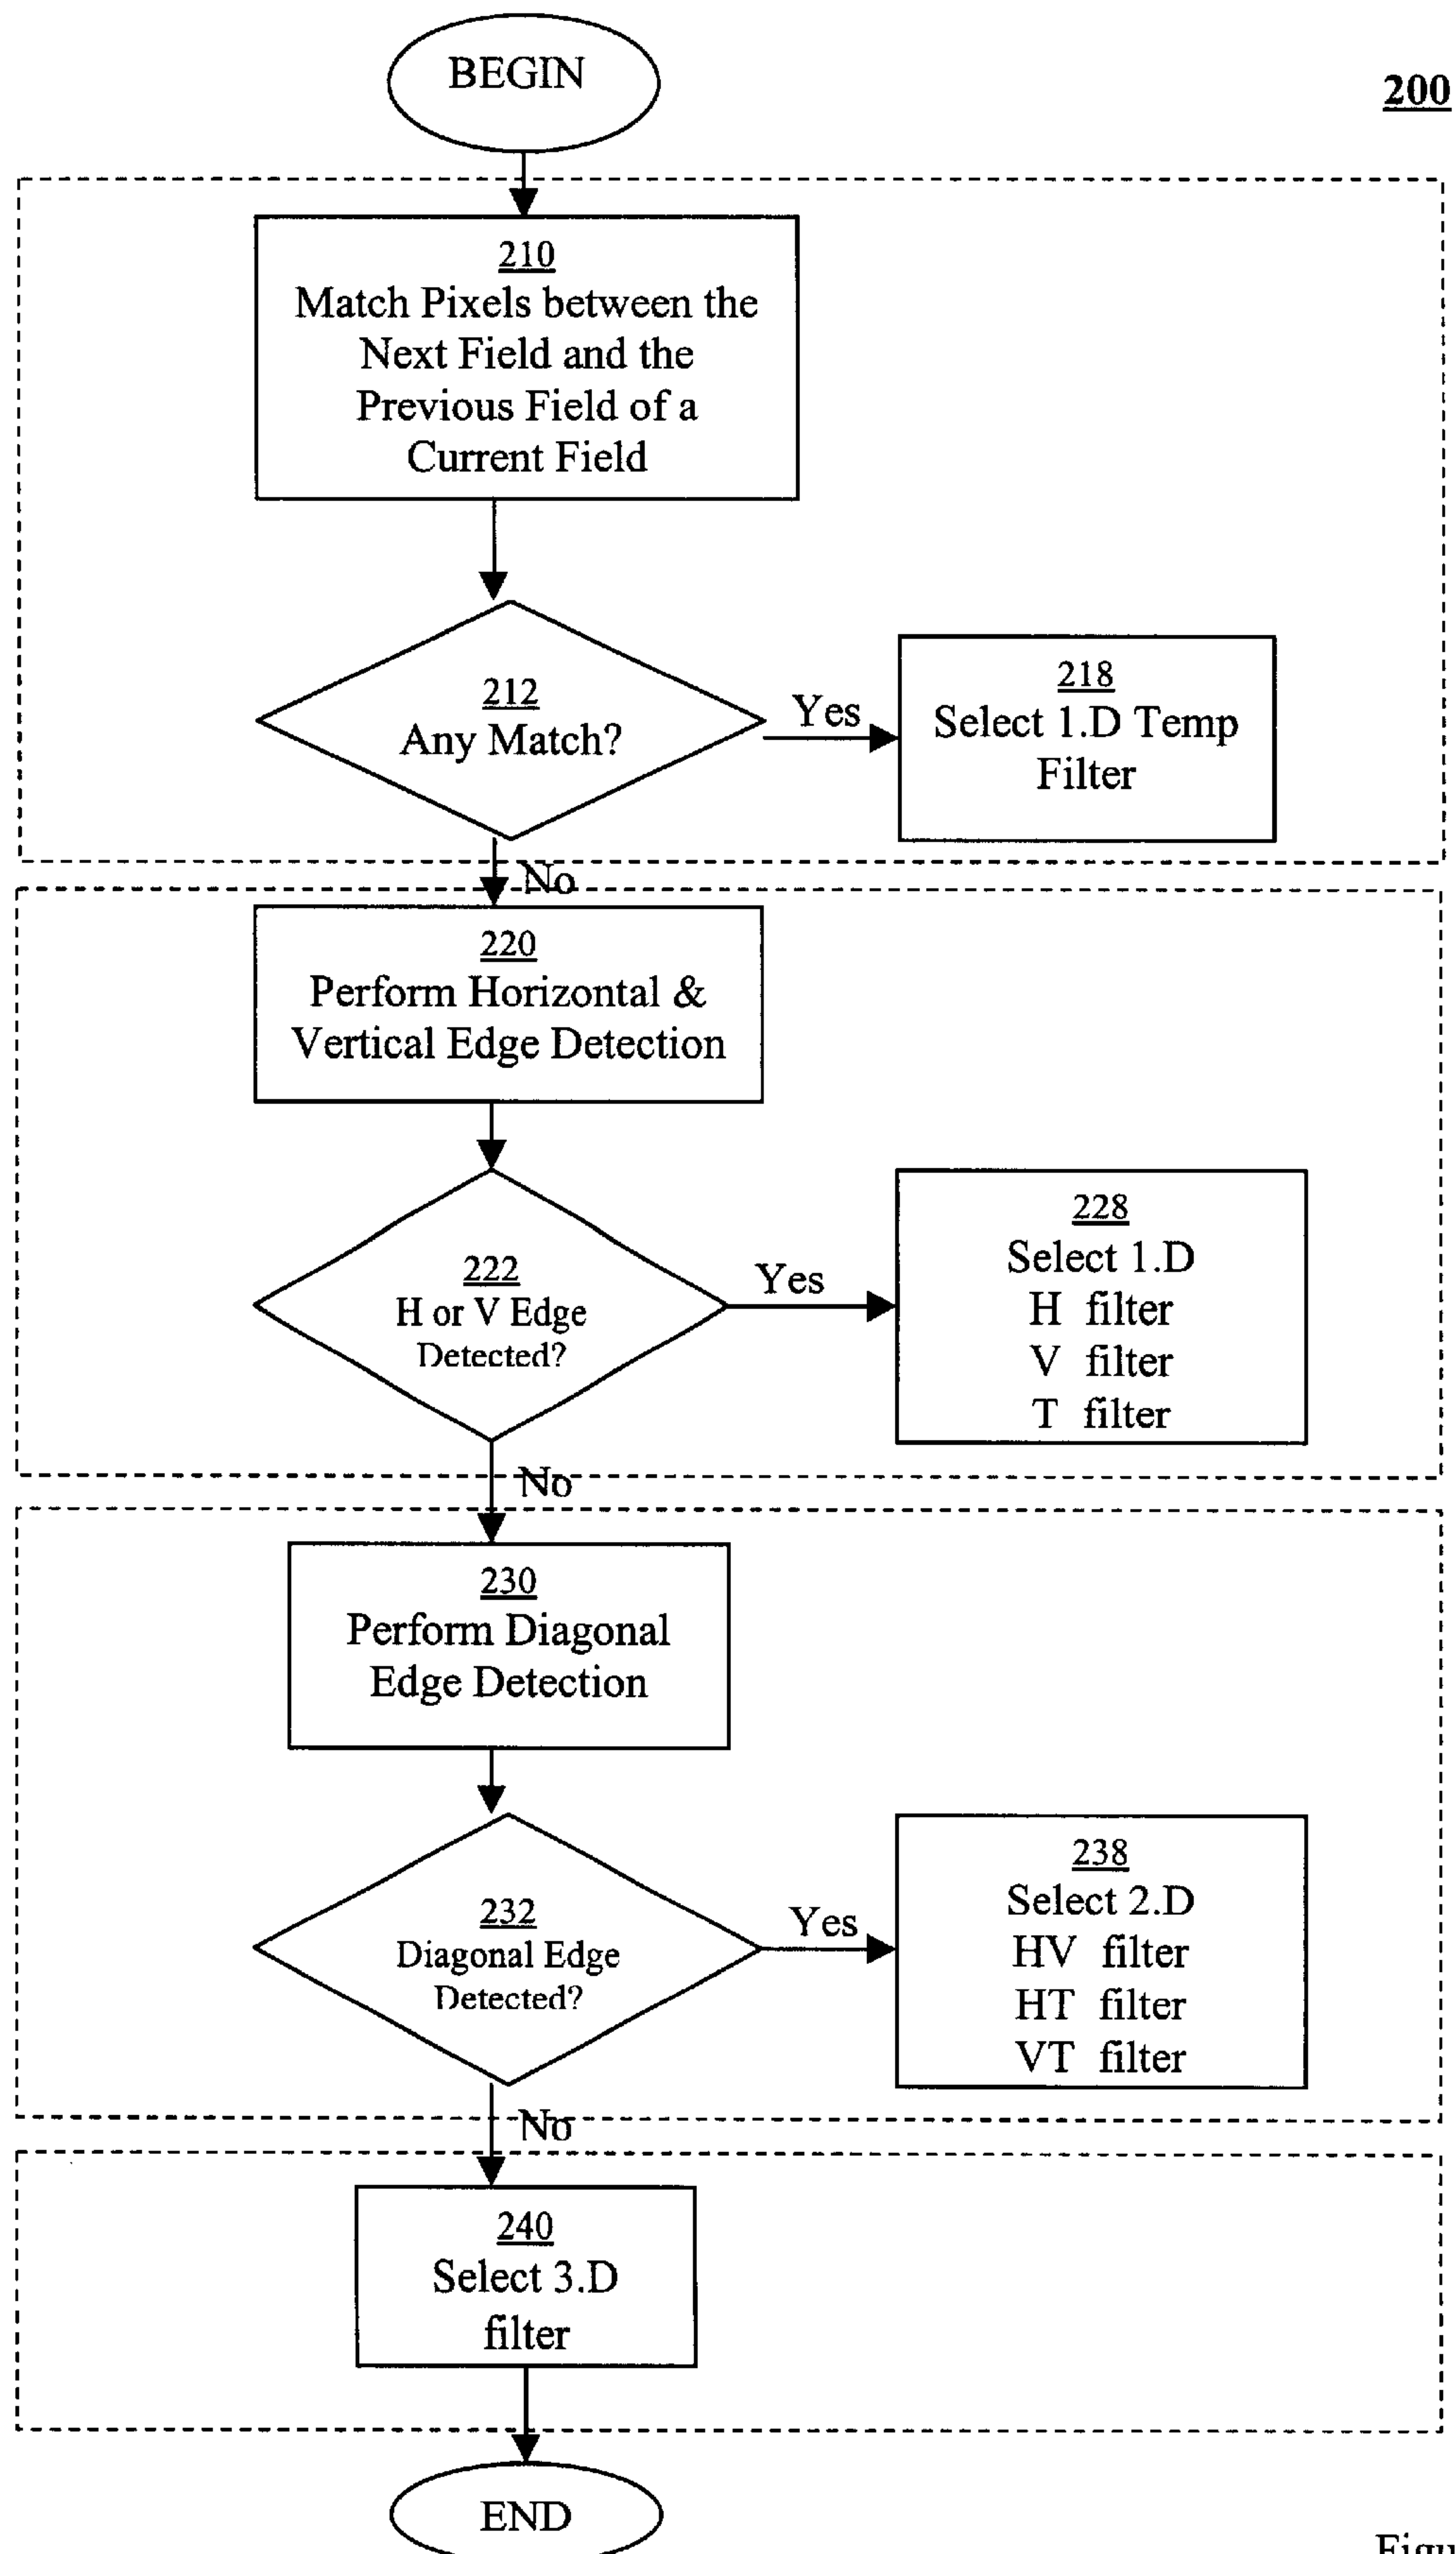 BEGIN
200
210
Match Pixels between the
Next Field and the
Previous Field of a
Current Field
212
Any Match?
Yes
218
Select 1.D Temp
Filter
No
220
Perform Horizontal &
Vertical Edge Detection
222
H or V Edge
Detected?
Yes
228
Select 1.D
H filter
V filter
T filter
No
230
Perform Diagonal
Edge Detection
232
Diagonal Edge
Detected?
Yes
238
Select 2.D
HV filter
HT filter
VT filter
No
240
Select 3.D
filter
END